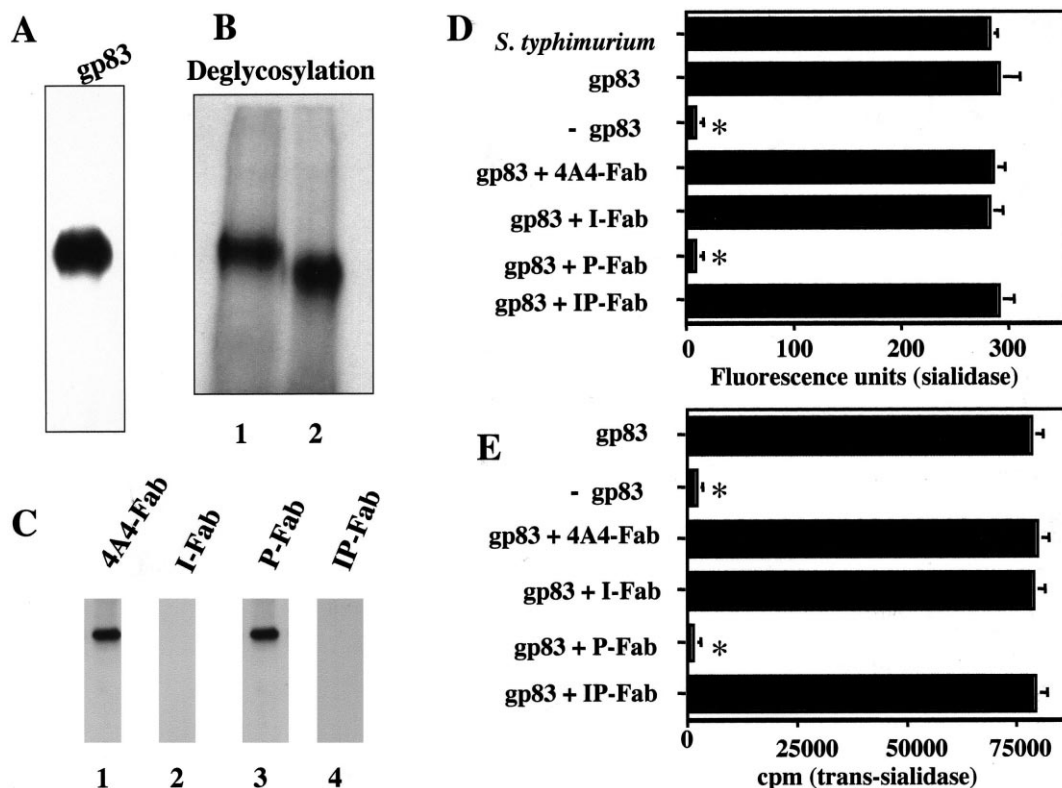 A
gp83
B
Deglycosylation
1 2
C
4A4-Fab
I-Fab
P-Fab
IP-Fab
1 2 3 4
D
S. typhimurium
gp83
- gp83
*
gp83 + 4A4-Fab
gp83 + I-Fab
gp83 + P-Fab
*
gp83 + IP-Fab
0 100 200 300
Fluorescence units (sialidase)
E
gp83
- gp83
*
gp83 + 4A4-Fab
gp83 + I-Fab
gp83 + P-Fab
*
gp83 + IP-Fab
0 25000 50000 75000
cpm (trans-sialidase)